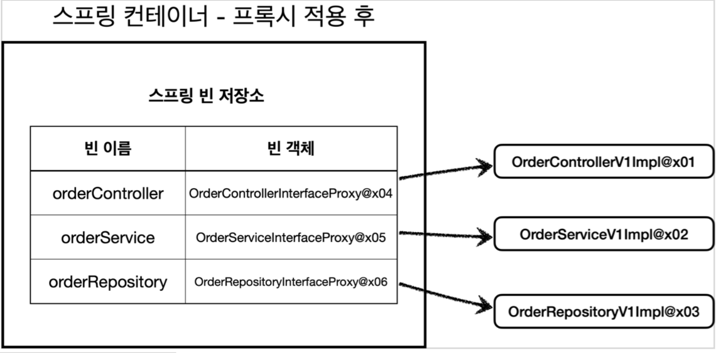 스프링 컨테이너 - 프록시 적용 후
스프링 빈 저장소
빈 이름 빈 객체
orderController OrderControllerInterfaceProxy@x04
orderService OrderServiceInterfaceProxy@x05
orderRepository OrderRepositoryInterfaceProxy@x06
OrderControllerV1Impl@x01
OrderServiceV1Impl@x02
OrderRepositoryV1Impl@x03